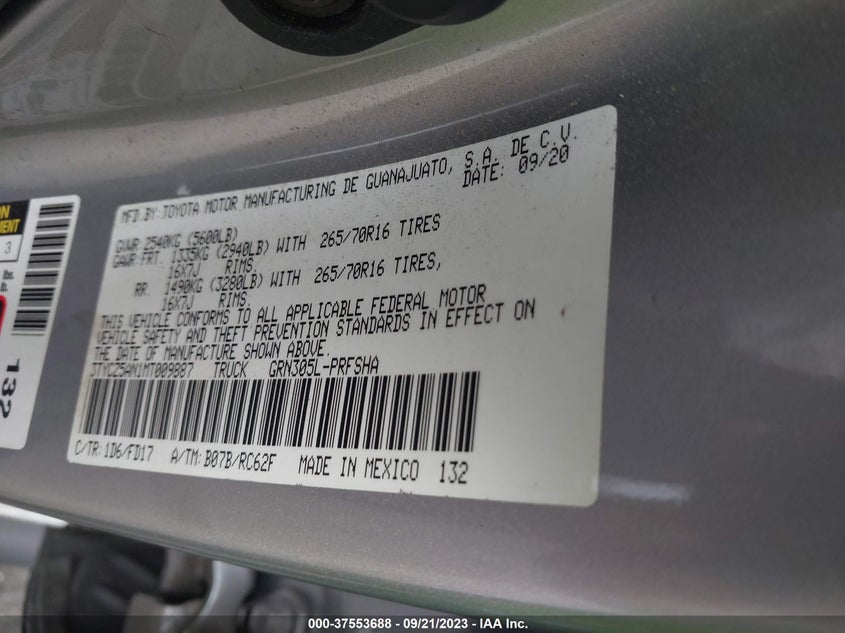 MFD.BY: TOYOTA MOTOR MANUFACTURING DE GUANAJUATO, S.A. DE C.V.
DATE: 09/20
GVWR 2540KG (5600LB)
GAWR FRT. 1335KG (2940LB) WITH 265/70R16 TIRES
16X7J RIMS.
RR. 1490KG (3280LB) WITH 265/70R16 TIRES,
16X7J RIMS.
THIS VEHICLE CONFORMS TO ALL APPLICABLE FEDERAL MOTOR
VEHICLE SAFETY AND THEFT PREVENTION STANDARDS IN EFFECT ON
THE DATE OF MANUFACTURE SHOWN ABOVE.
3TYCZ5AN1MT009887 TRUCK GRN305L-PRFSHA
C/TR: 1D6/FD17 A/TM: B07B/RC62F MADE IN MEXICO 132
3
lbs.
132
000-37553688 - 09/21/2023 - IAA Inc.